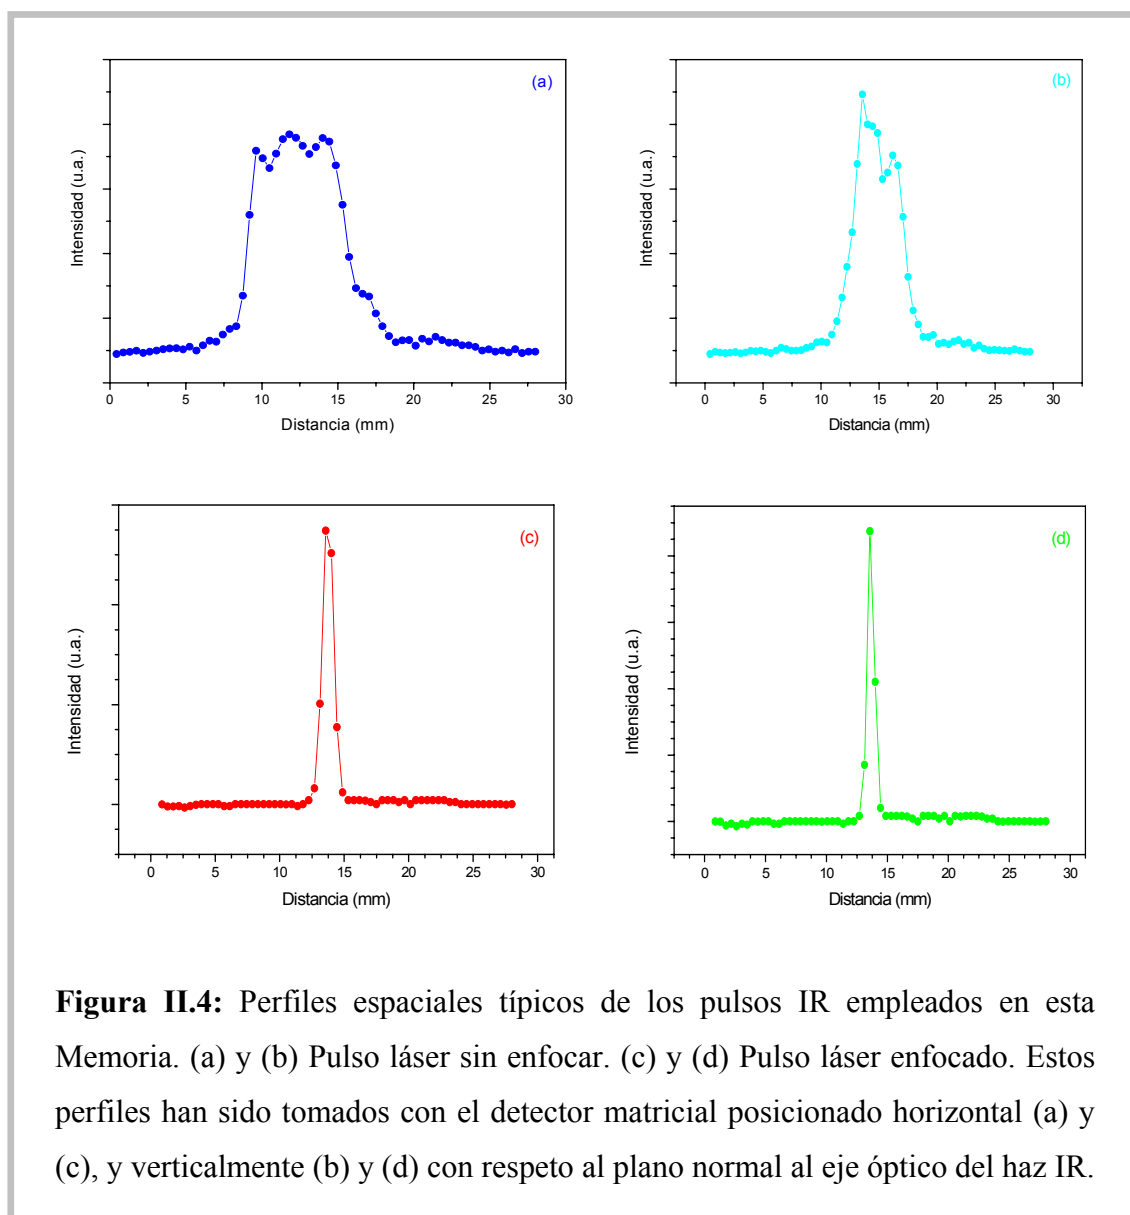 (a)
Intensidad (u.a.)
0 5 10 15 20 25 30
Distancia (mm)
(b)
Intensidad (u.a.)
0 5 10 15 20 25 30
Distancia (mm)
(c)
Intensidad (u.a.)
0 5 10 15 20 25 30
Distancia (mm)
(d)
Intensidad (u.a.)
0 5 10 15 20 25 30
Distancia (mm)
Figura II.4: Perfiles espaciales típicos de los pulsos IR empleados en esta
Memoria. (a) y (b) Pulso láser sin enfocar. (c) y (d) Pulso láser enfocado. Estos
perfiles han sido tomados con el detector matricial posicionado horizontal (a) y
(c), y verticalmente (b) y (d) con respeto al plano normal al eje óptico del haz IR.